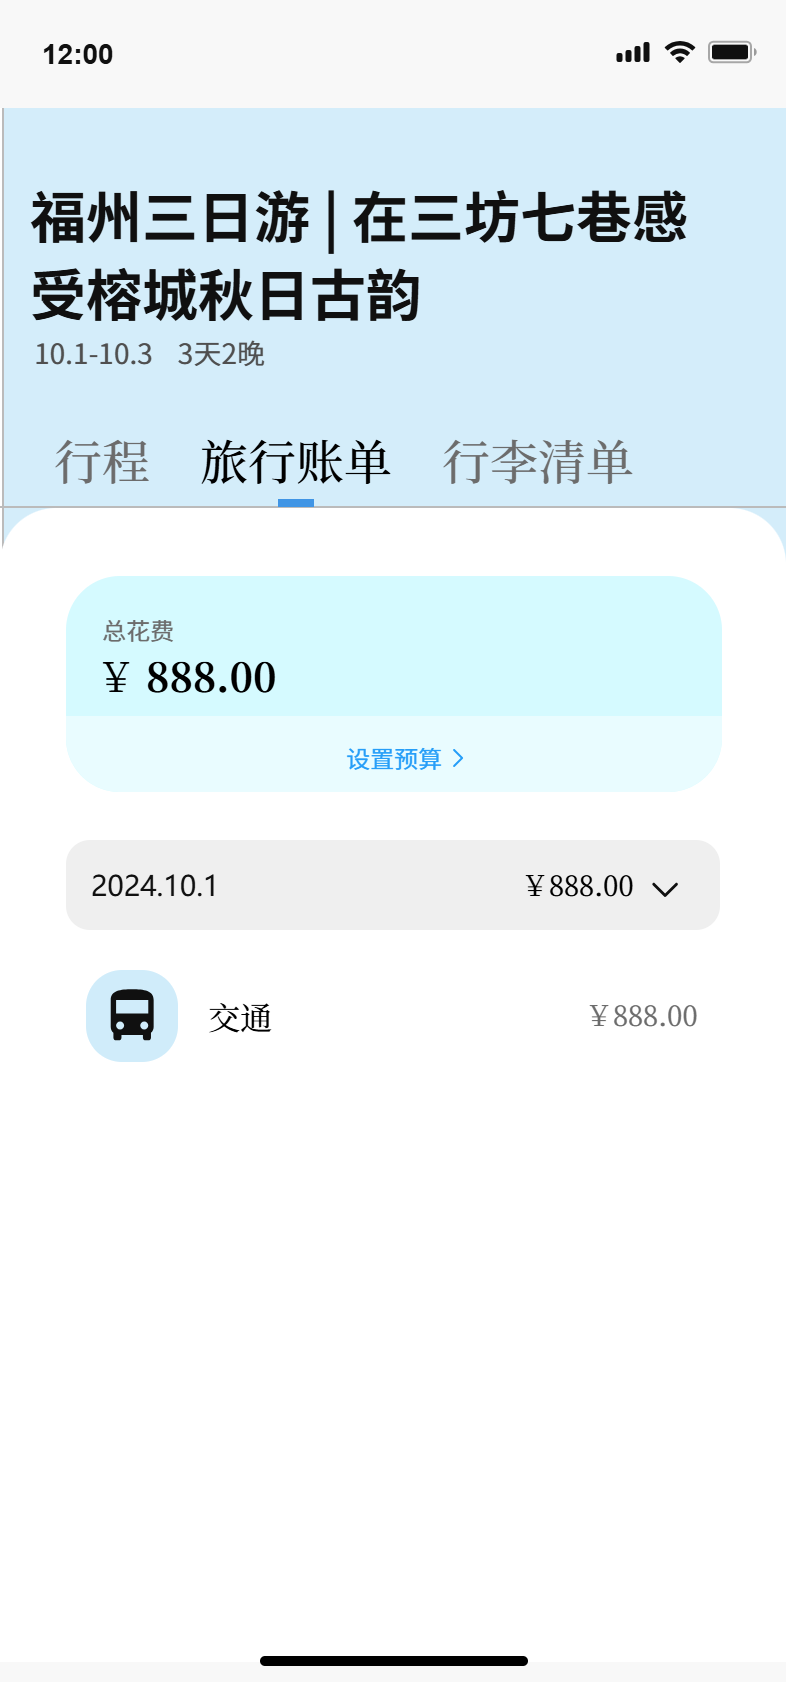 12:00
福州三日游 | 在三坊七巷感
受榕城秋日古韵
10.1-10.3 3天2晚
行程 旅行账单 行李清单
总花费
¥ 888.00
设置预算
2024.10.1 ¥888.00
交通 ¥888.00